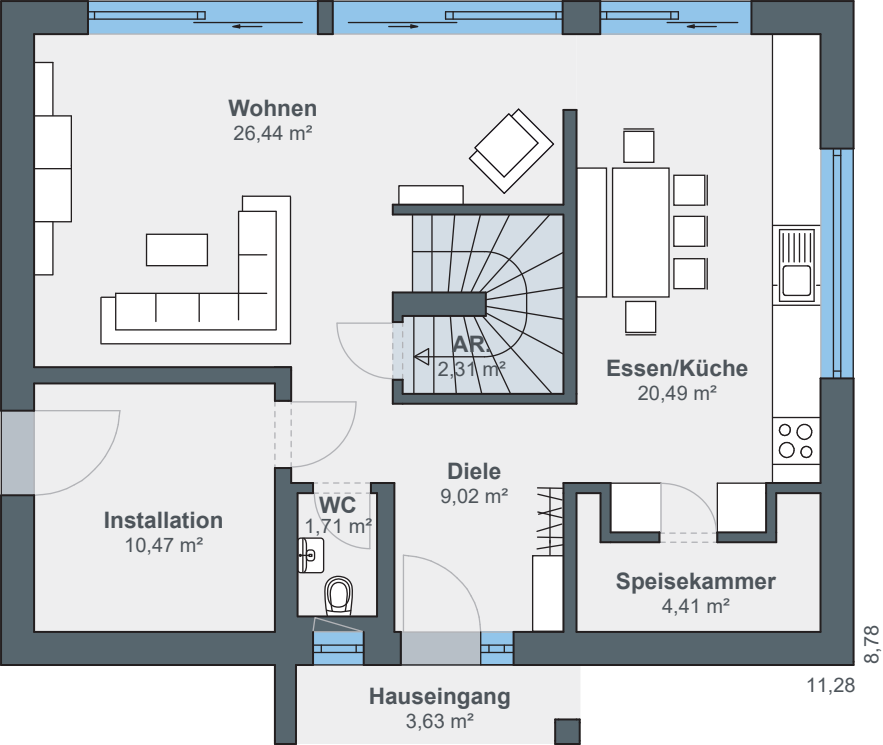 Wohnen
26,44 m²
AR.
2,31 m²
Essen/Küche
20,49 m²
Diele
9,02 m²
WC
1,71 m²
Installation
10,47 m²
Speisekammer
4,41 m²
8,78
11,28
Hauseingang
3,63 m²